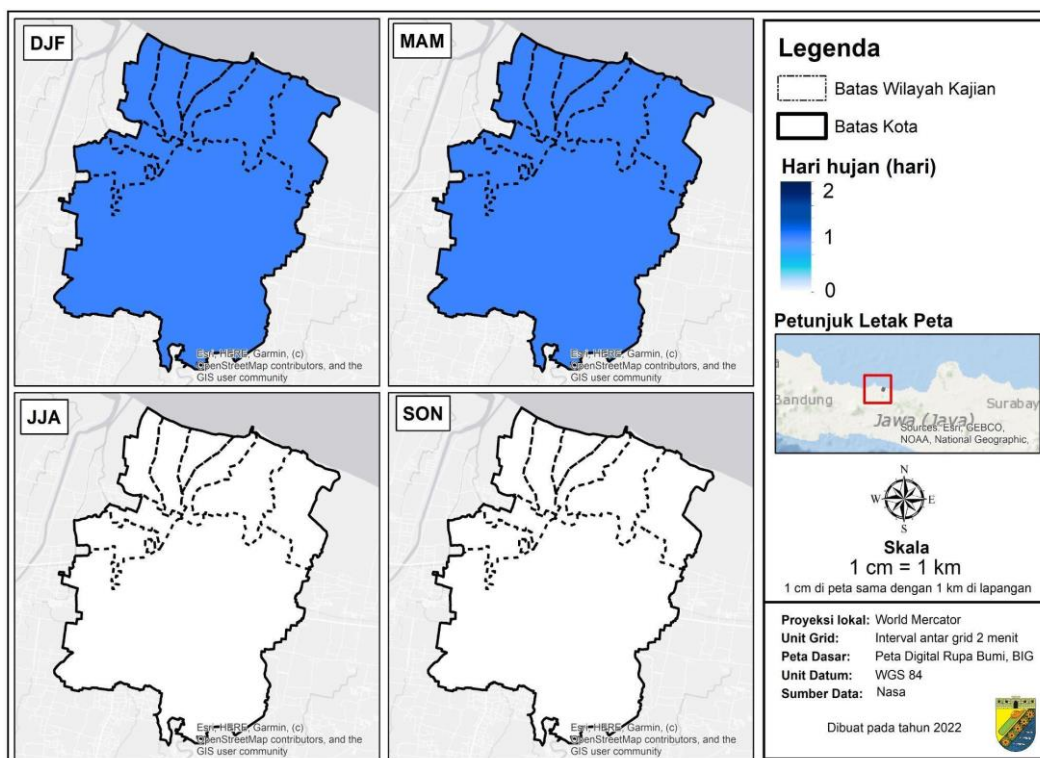 DJF
Esri, HERE, Garmin, (c)
OpenStreetMap contributors, and the
GIS user community
MAM
Esri, HERE, Garmin, (c)
OpenStreetMap contributors, and the
GIS user community
JJA
Esri, HERE, Garmin, (c)
OpenStreetMap contributors, and the
GIS user community
SON
Esri, HERE, Garmin, (c)
OpenStreetMap contributors, and the
GIS user community
Legenda
Batas Wilayah Kajian
Batas Kota
Hari hujan (hari)
2
1
0
Petunjuk Letak Peta
Bandung
Surabay
Jawa (Java)
Sources: Esri, GEBCO,
NOAA, National Geographic,
N
W E
S
Skala
1 cm = 1 km
1 cm di peta sama dengan 1 km di lapangan
Proyeksi lokal: World Mercator
Unit Grid: Interval antar grid 2 menit
Peta Dasar: Peta Digital Rupa Bumi, BIG
Unit Datum: WGS 84
Sumber Data: Nasa
Dibuat pada tahun 2022